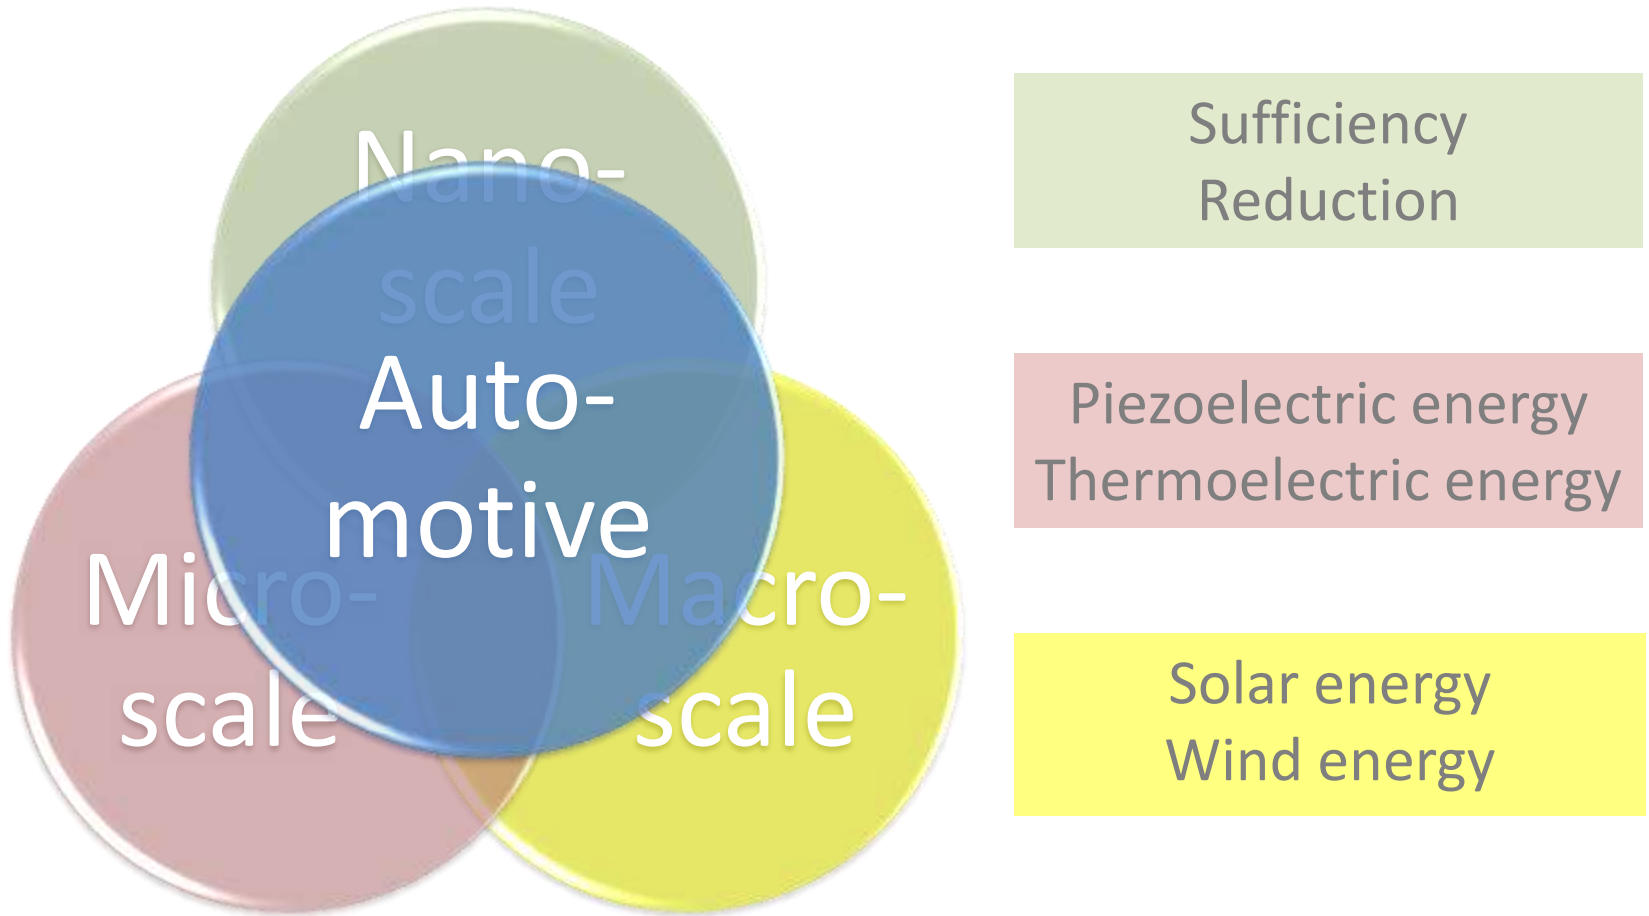 Nano-
scale
Auto-
motive
Micro-
scale
Macro-
scale
Sufficiency
Reduction
Piezoelectric energy
Thermoelectric energy
Solar energy
Wind energy